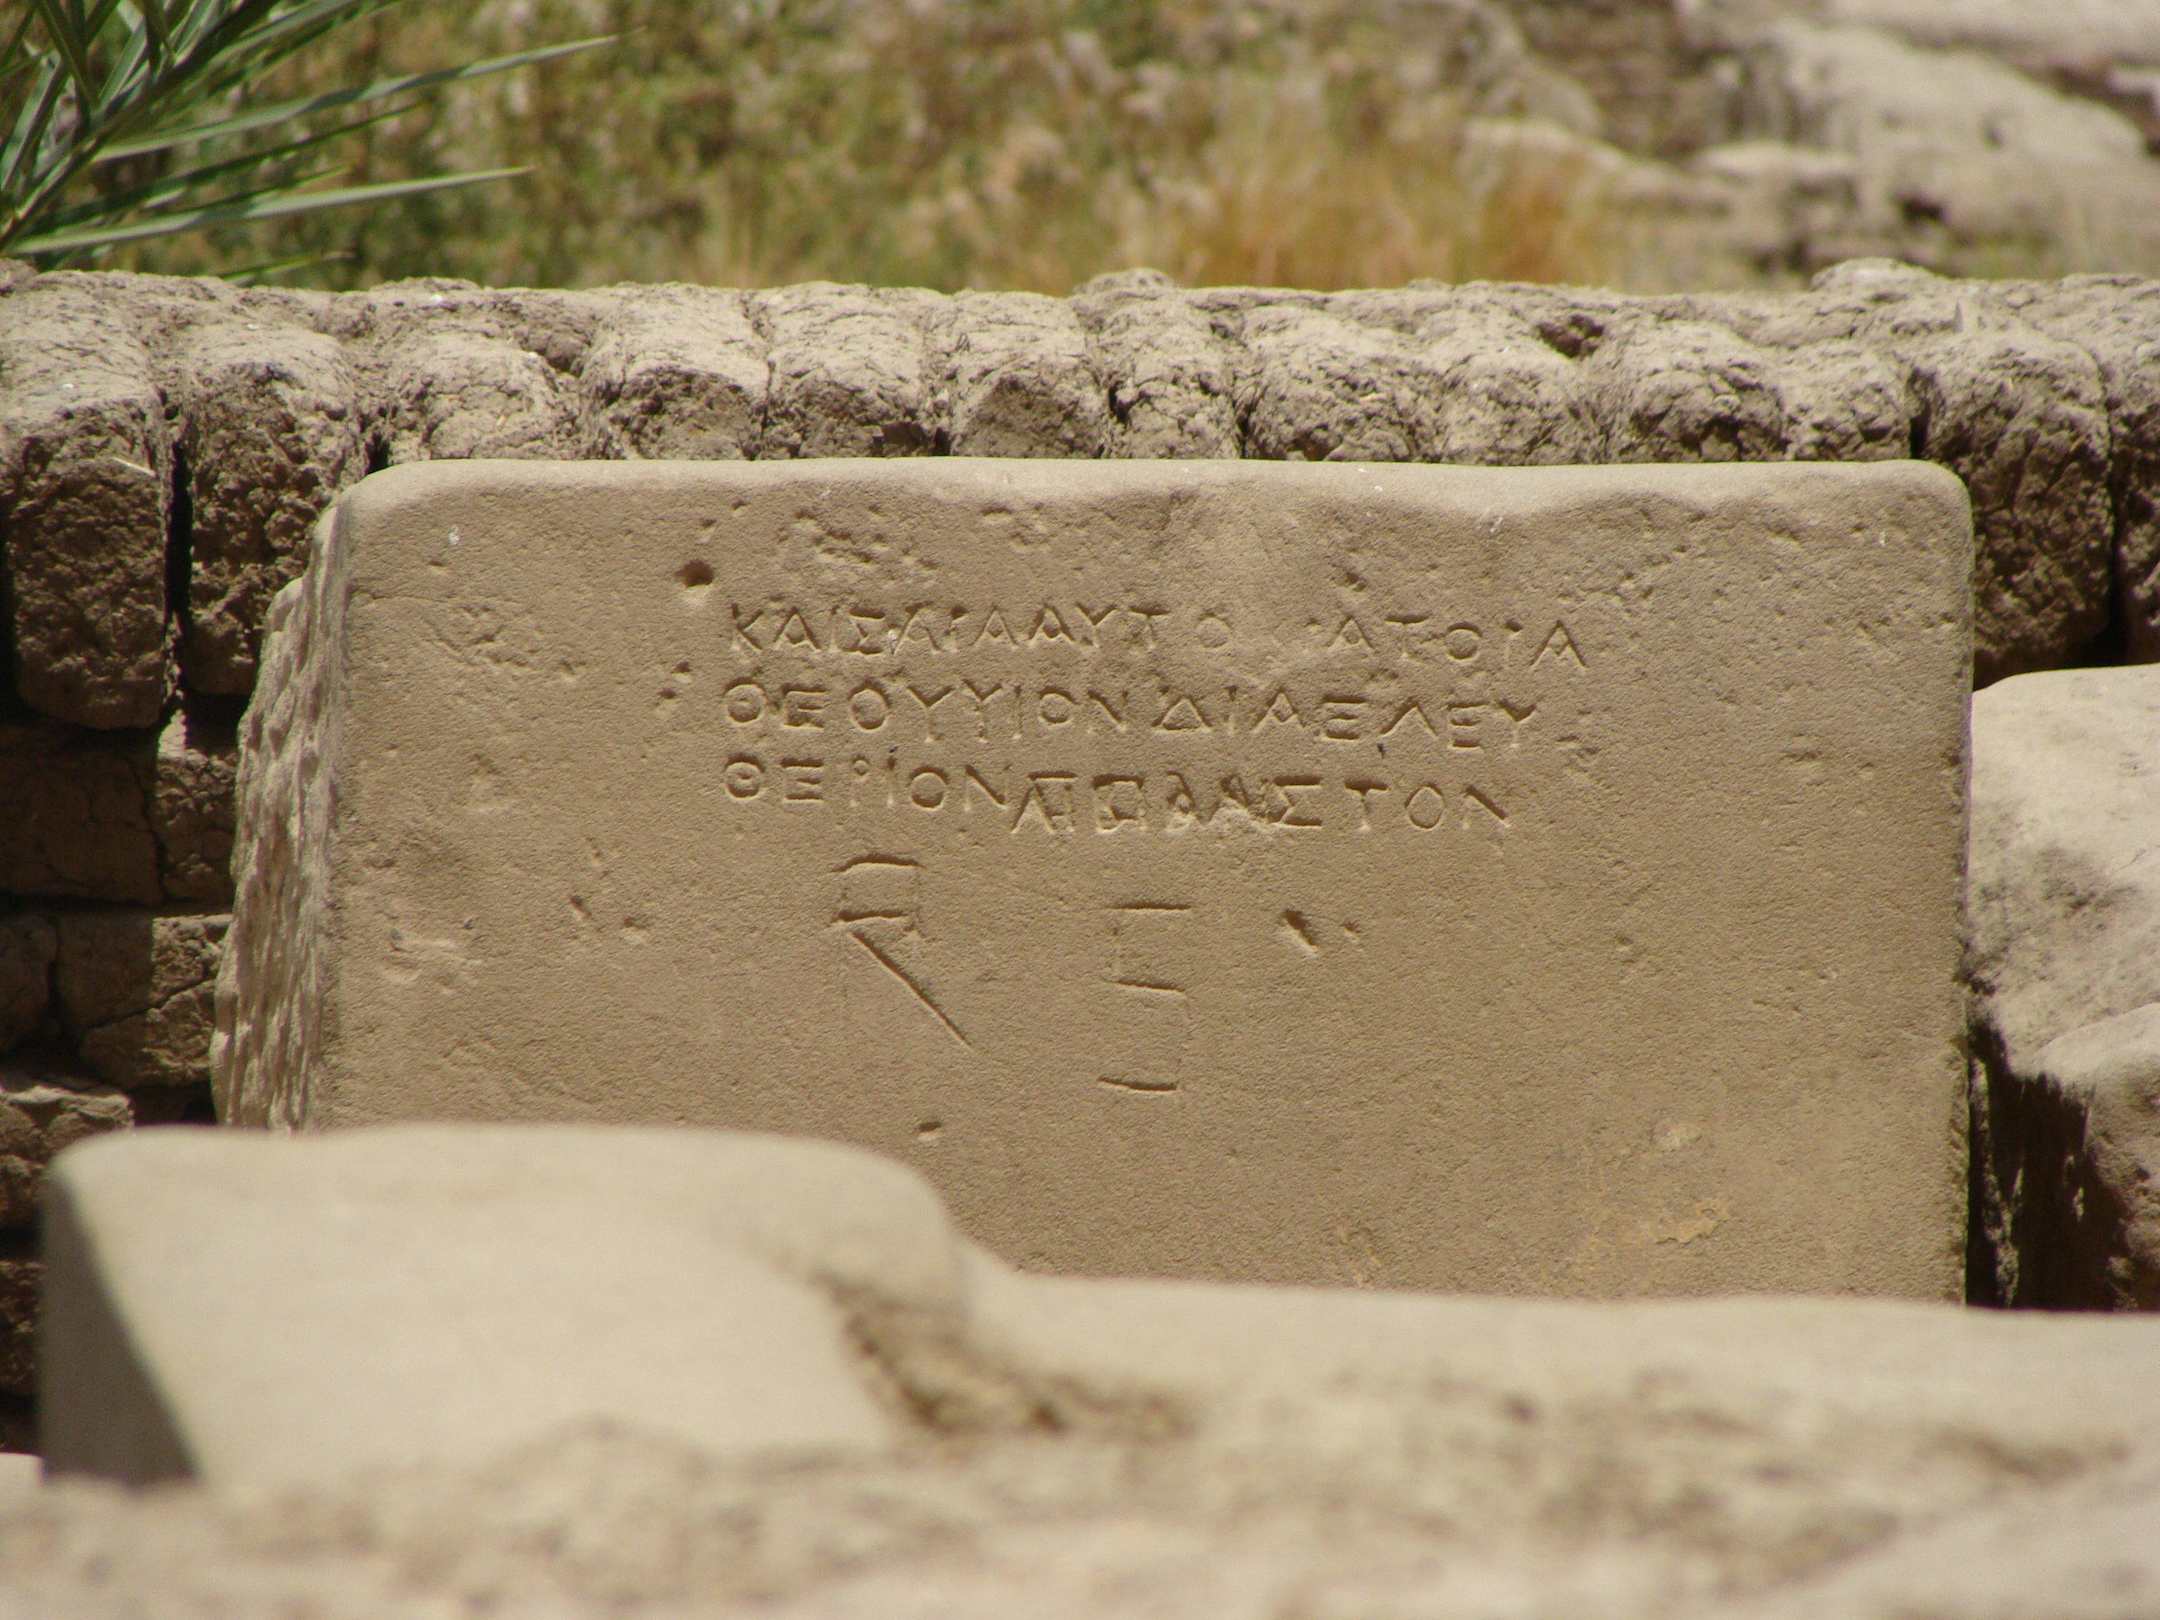 ΚΑΙΣΑΡΑ ΑΥΤΟΚΡΑΤΟΡΑ
ΘΕΟΥ ΥΙΟΝ ΔΙΑ ΕΛΕΥ
ΘΕΡΙΟΝ ΣΕΒΑΣΤΟΝ